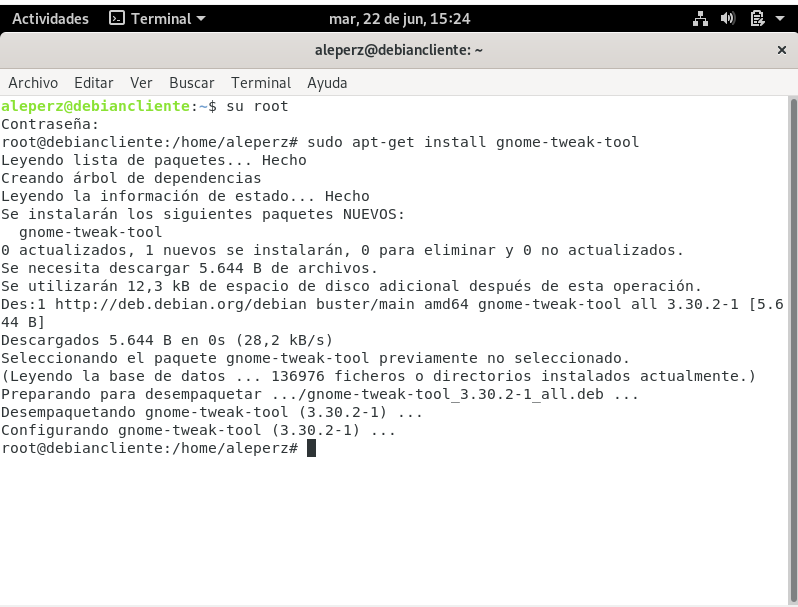 Actividades Terminal mar, 22 de jun, 15:24
aleperz@debiancliente: ~ ×
Archivo Editar Ver Buscar Terminal Ayuda
aleperz@debiancliente:~$ su root
Contraseña:
root@debiancliente:/home/aleperz# sudo apt-get install gnome-tweak-tool
Leyendo lista de paquetes... Hecho
Creando árbol de dependencias
Leyendo la información de estado... Hecho
Se instalarán los siguientes paquetes NUEVOS:
  gnome-tweak-tool
0 actualizados, 1 nuevos se instalarán, 0 para eliminar y 0 no actualizados.
Se necesita descargar 5.644 B de archivos.
Se utilizarán 12,3 kB de espacio de disco adicional después de esta operación.
Des:1 http://deb.debian.org/debian buster/main amd64 gnome-tweak-tool all 3.30.2-1 [5.6
44 B]
Descargados 5.644 B en 0s (28,2 kB/s)
Seleccionando el paquete gnome-tweak-tool previamente no seleccionado.
(Leyendo la base de datos ... 136976 ficheros o directorios instalados actualmente.)
Preparando para desempaquetar .../gnome-tweak-tool_3.30.2-1_all.deb ...
Desempaquetando gnome-tweak-tool (3.30.2-1) ...
Configurando gnome-tweak-tool (3.30.2-1) ...
root@debiancliente:/home/aleperz#